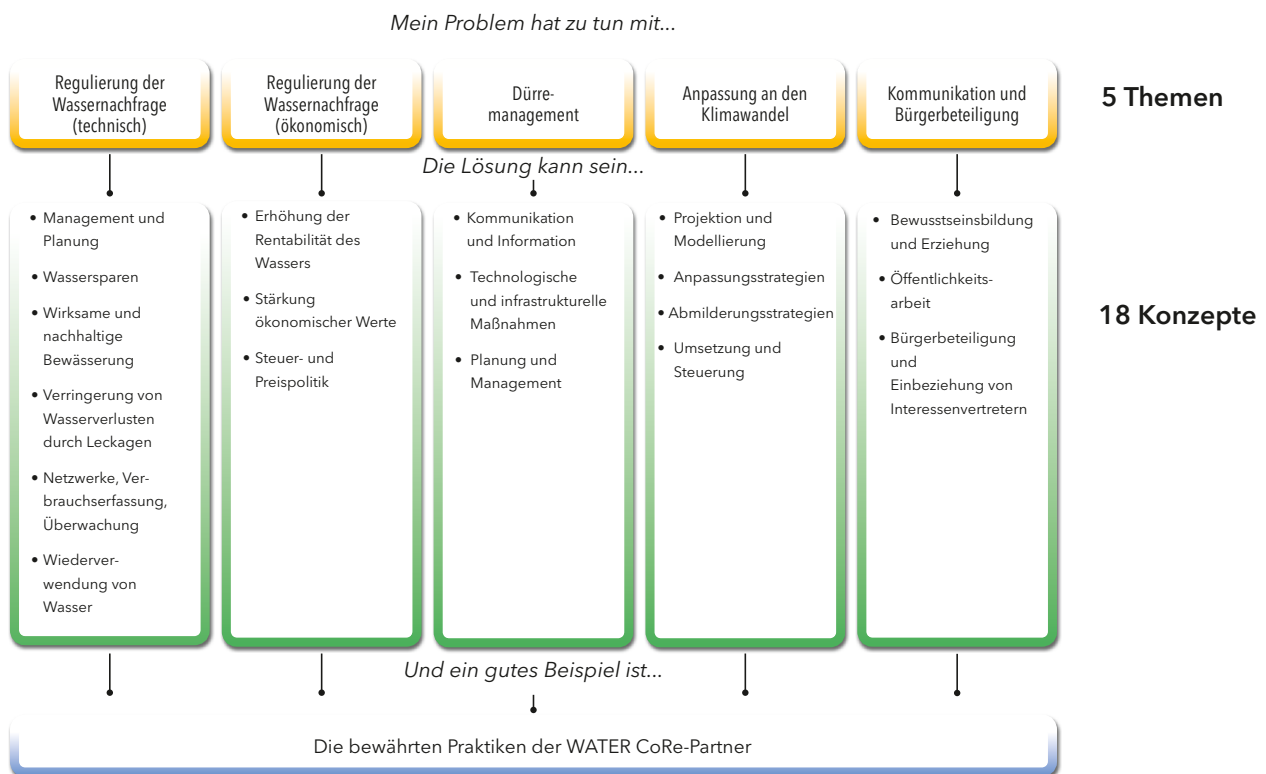 Mein Problem hat zu tun mit...
Regulierung der
Wassernachfrage
(technisch)
Regulierung der
Wassernachfrage
(ökonomisch)
Dürre-
management
Anpassung an den
Klimawandel
Kommunikation und
Bürgerbeteiligung
5 Themen
Die Lösung kann sein...
• Management und
Planung
• Wassersparen
• Wirksame und
nachhaltige
Bewässerung
• Verringerung von
Wasserverlusten
durch Leckagen
• Netzwerke, Ver-
brauchserfassung,
Überwachung
• Wiederver-
wendung von
Wasser
• Erhöhung der
Rentabilität des
Wassers
• Stärkung
ökonomischer Werte
• Steuer- und
Preispolitik
• Kommunikation
und Information
• Technologische
und infrastrukturelle
Maßnahmen
• Planung und
Management
• Projektion und
Modellierung
• Anpassungsstrategien
• Abmilderungsstrategien
• Umsetzung und
Steuerung
• Bewusstseinsbildung
und Erziehung
• Öffentlichkeits-
arbeit
• Bürgerbeteiligung
und
Einbeziehung von
Interessenvertretern
18 Konzepte
Und ein gutes Beispiel ist...
Die bewährten Praktiken der WATER CoRe-Partner